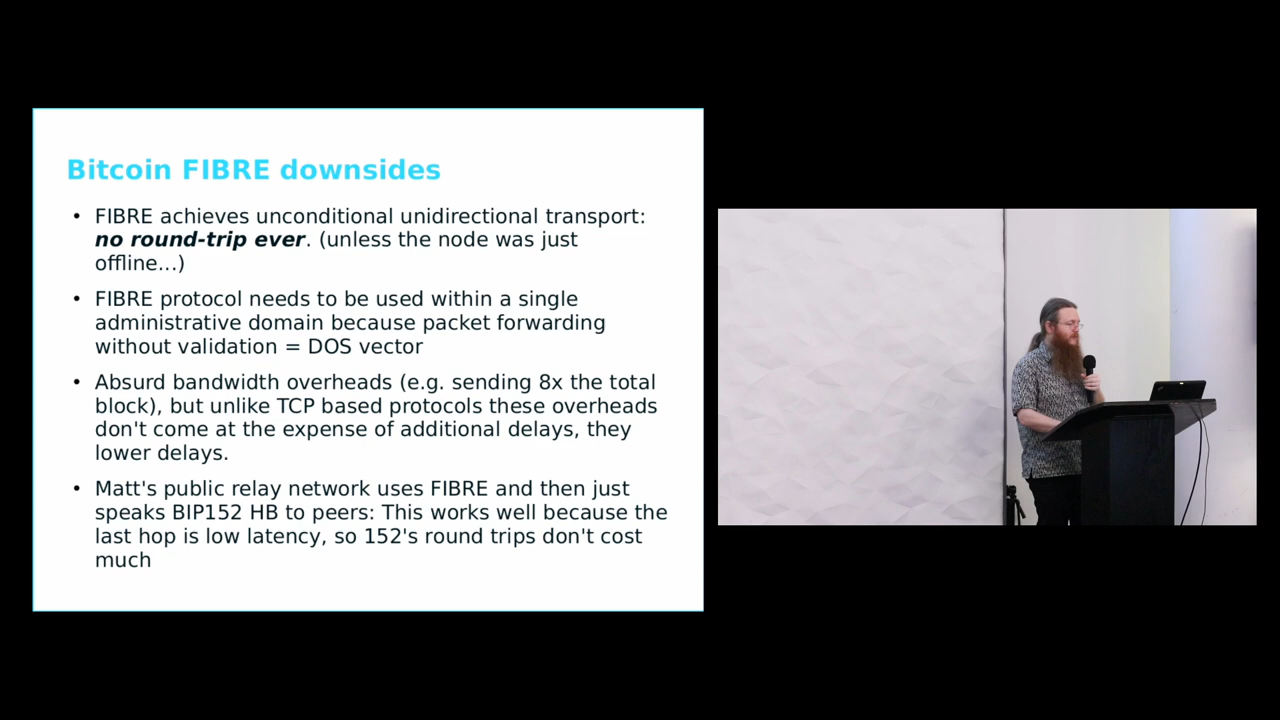 Bitcoin FIBRE downsides
• FIBRE achieves unconditional unidirectional transport:
no round-trip ever. (unless the node was just
offline...)
• FIBRE protocol needs to be used within a single
administrative domain because packet forwarding
without validation = DOS vector
• Absurd bandwidth overheads (e.g. sending 8x the total
block), but unlike TCP based protocols these overheads
don't come at the expense of additional delays, they
lower delays.
• Matt's public relay network uses FIBRE and then just
speaks BIP152 HB to peers: This works well because the
last hop is low latency, so 152's round trips don't cost
much